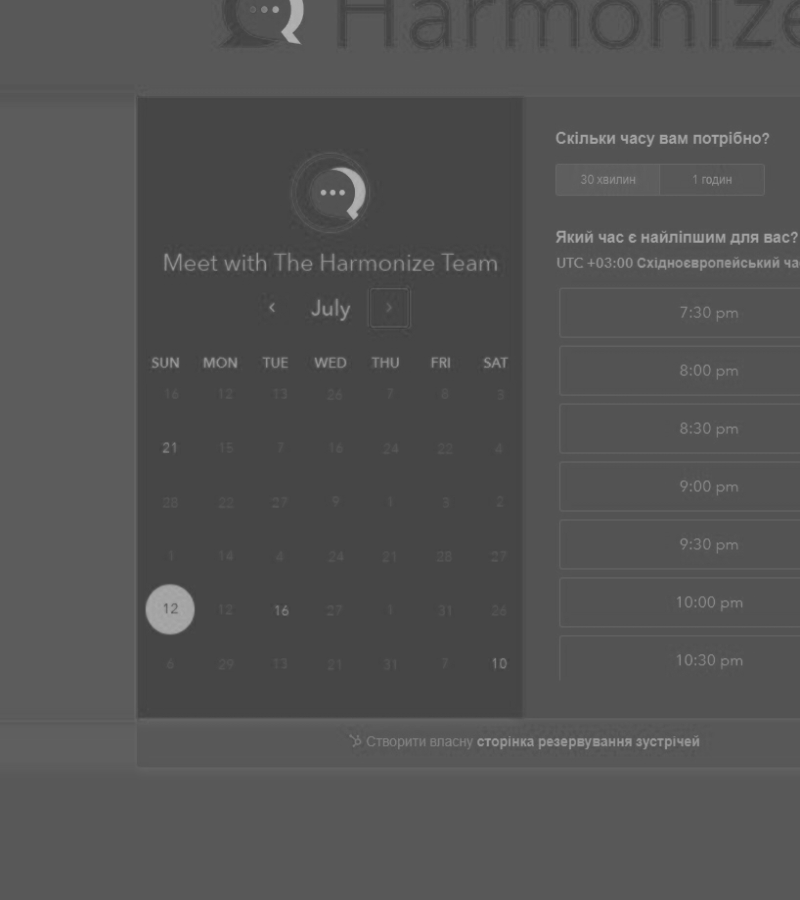 Harmonize
Meet with The Harmonize Team
July
SUN MON TUE WED THU FRI SAT
16 12 13 26 7 8 3
21 15 7 16 24 22 4
28 22 27 9 1 3 2
1 14 4 24 21 28 27
12 12 16 27 1 31 26
6 29 13 21 31 7 10
Скільки часу вам потрібно?
30 хвилин 1 годин
Який час є найліпшим для вас?
UTC +03:00 Східноєвропейський ча
7:30 pm
8:00 pm
8:30 pm
9:00 pm
9:30 pm
10:00 pm
10:30 pm
Створити власну сторінка резервування зустрічей